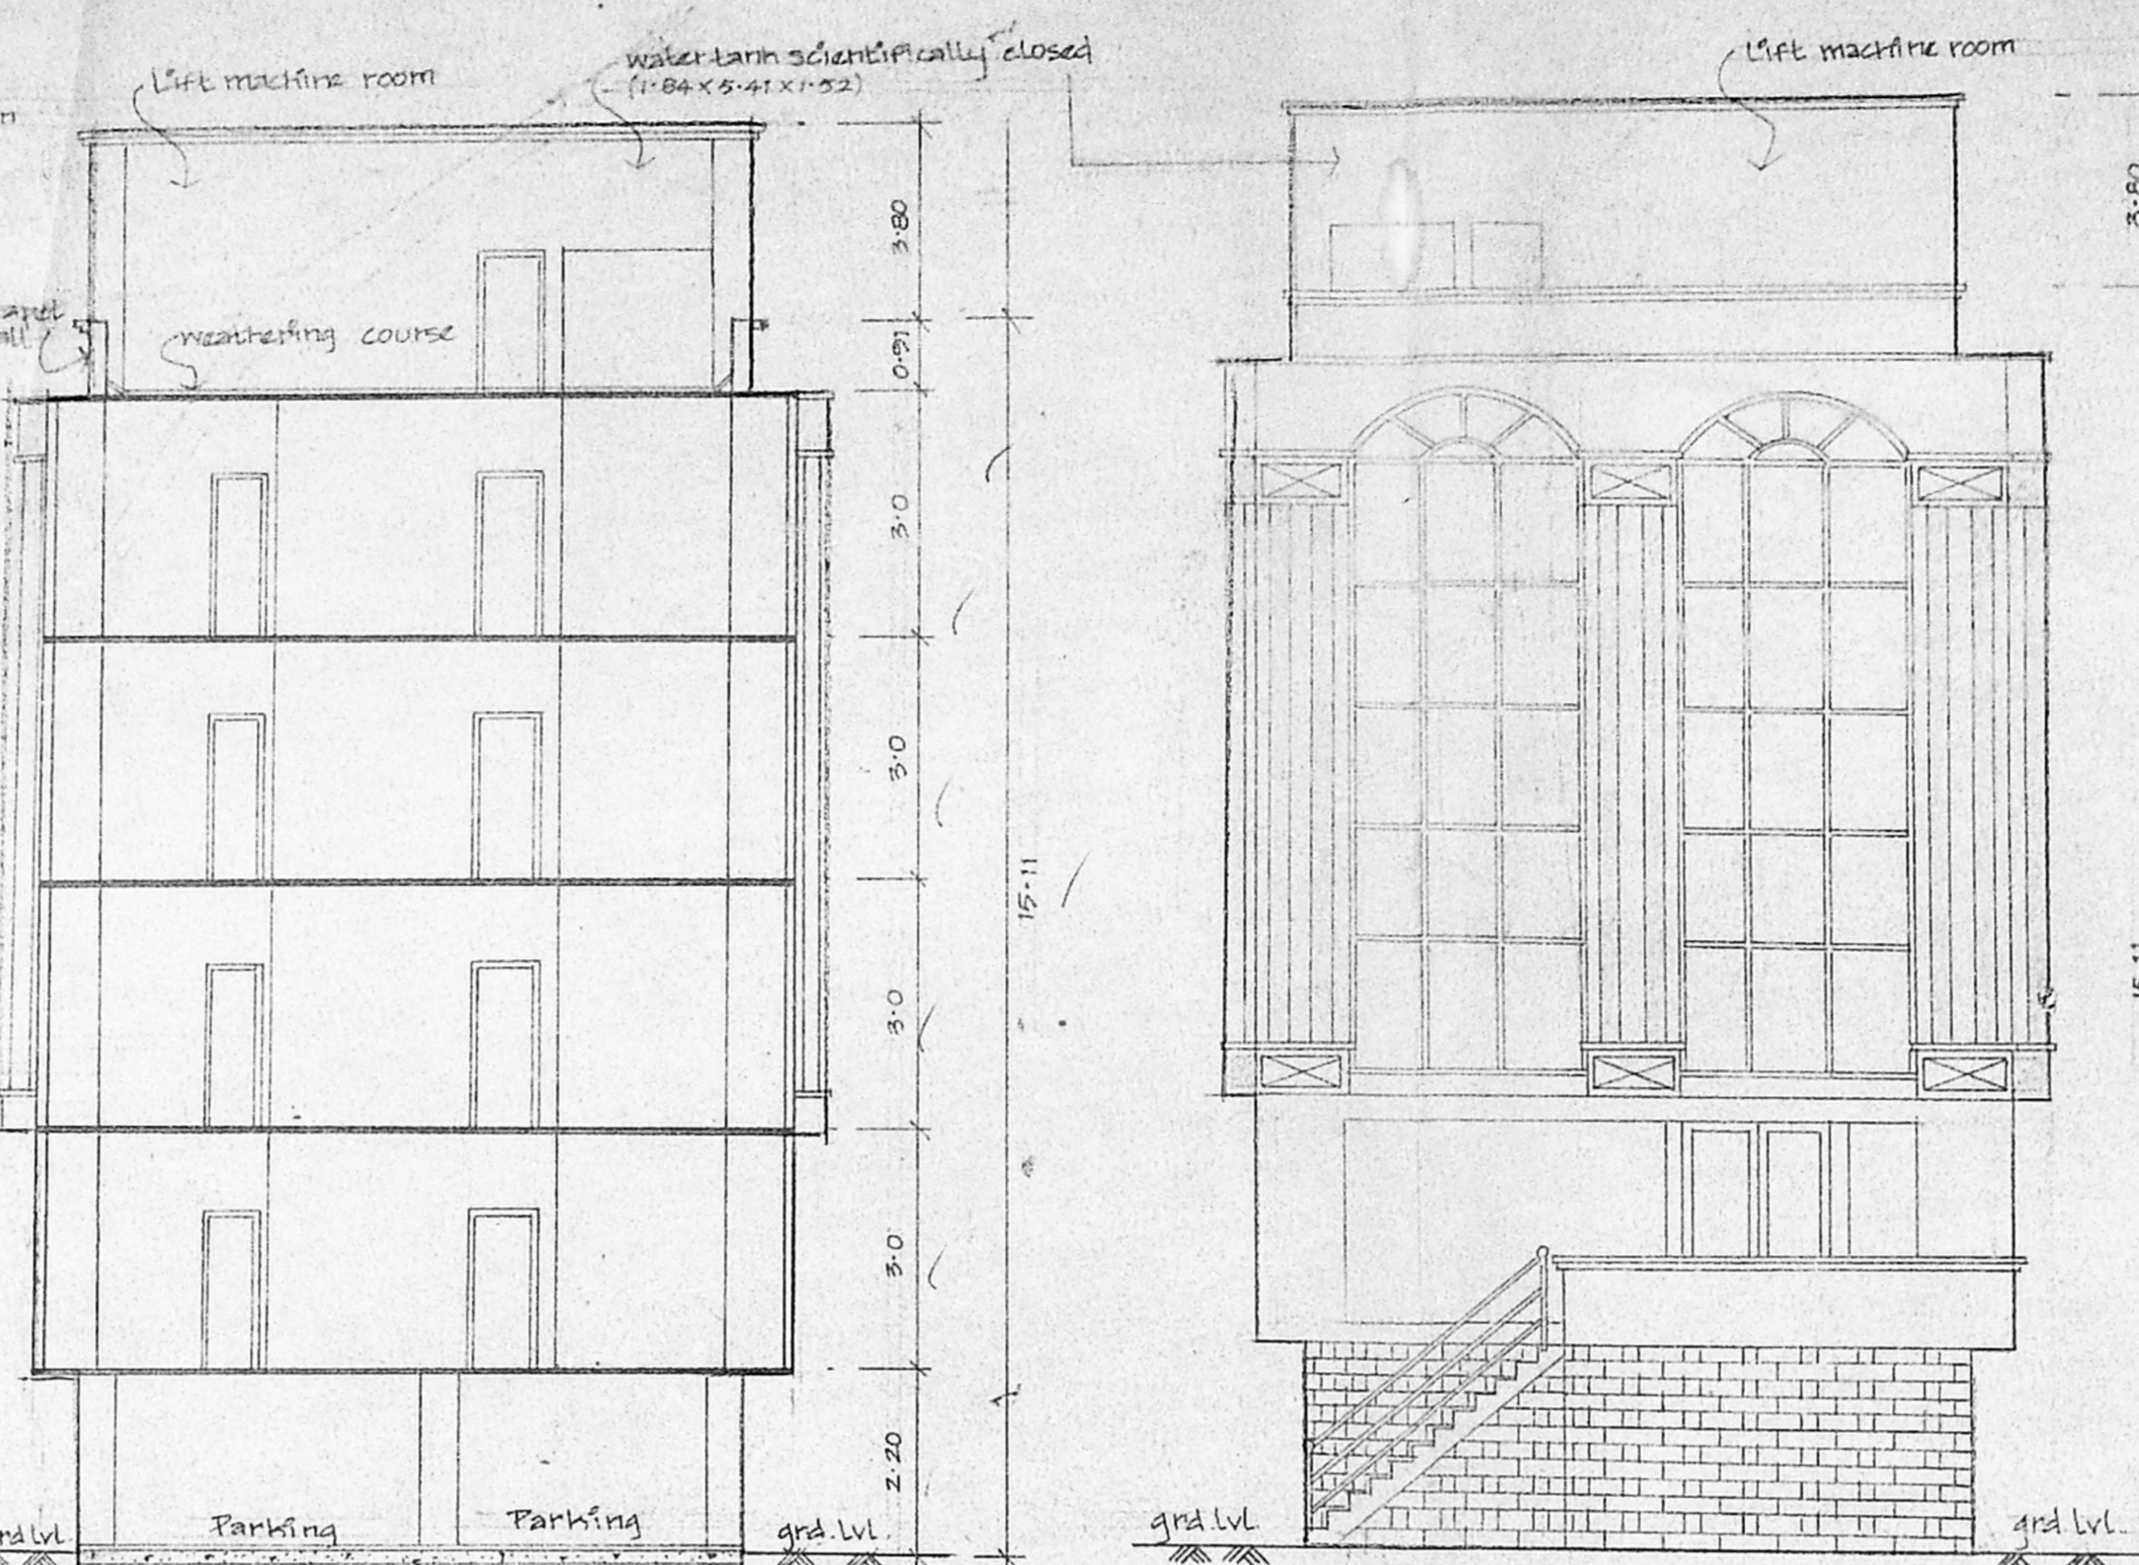 Lift machine room
water tank scientifically closed
(1.84 x 5.41 x 1.52)
Lift machine room
3.80
3.80
weathering course
0.91
3.0
3.0
15.11
3.0
3.0
2.20
Parking
Parking
grd.lvl.
grd.lvl.
grd.lvl.